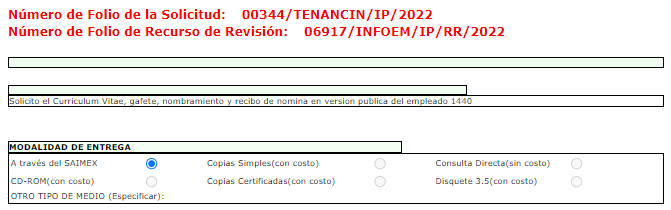 Número de Folio de la Solicitud: 00344/TENANCIN/IP/2022
Número de Folio de Recurso de Revisión: 06917/INFOEM/IP/RR/2022
Solicito el Curriculum Vitae, gafete, nombramiento y recibo de nomina en version publica del empleado 1440
MODALIDAD DE ENTREGA
A través del SAIMEX Copias Simples(con costo) Consulta Directa(sin costo)
CD-ROM(con costo) Copias Certificadas(con costo) Disquete 3.5(con costo)
OTRO TIPO DE MEDIO (Especificar):